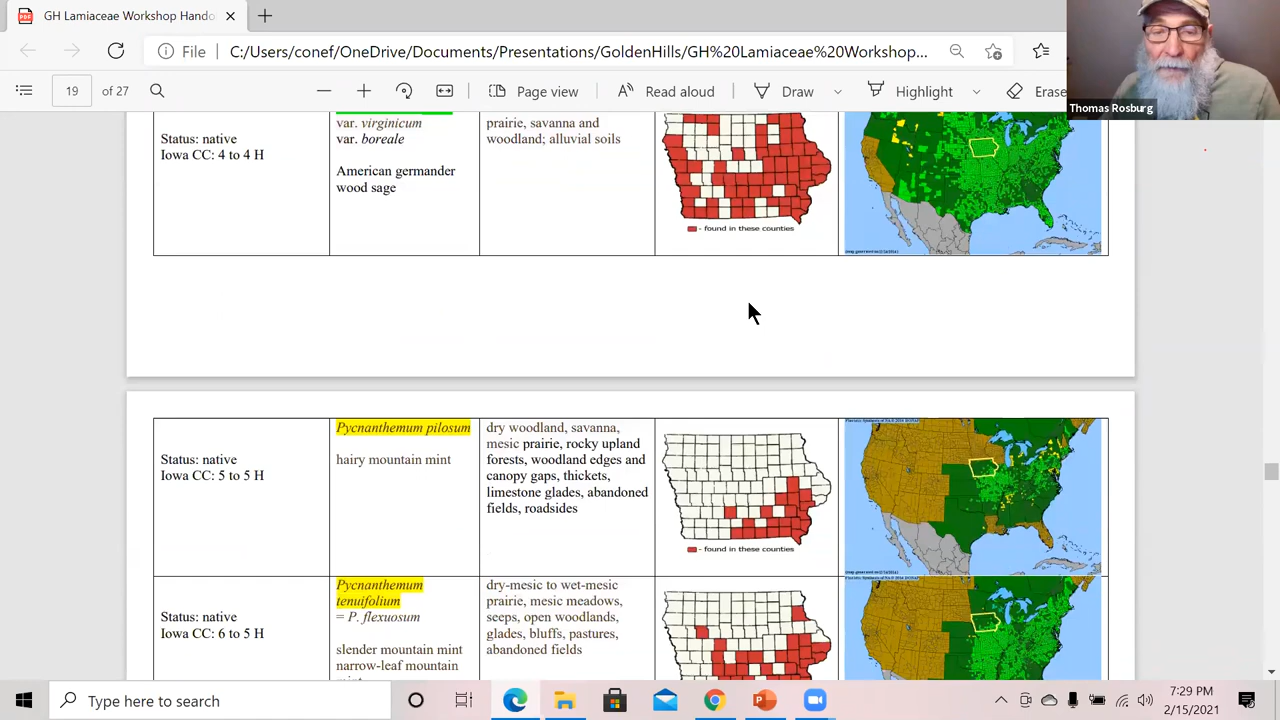 GH Lamiaceae Workshop Hando
File
C:/Users/conef/OneDrive/Documents/Presentations/GoldenHills/GH%20Lamiaceae%20Workshop...
19
of 27
Page view
Read aloud
Draw
Highlight
Erase
Thomas Rosburg
Status: native
Iowa CC: 4 to 4 H
var. virginicum
var. boreale
American germander
wood sage
prairie, savanna and
woodland; alluvial soils
- found in these counties
Status: native
Iowa CC: 5 to 5 H
Pycnanthemum pilosum
hairy mountain mint
dry woodland, savanna,
mesic prairie, rocky upland
forests, woodland edges and
canopy gaps, thickets,
limestone glades, abandoned
fields, roadsides
- found in these counties
Status: native
Iowa CC: 6 to 5 H
Pycnanthemum
tenuifolium
= P. flexuosum
slender mountain mint
narrow-leaf mountain
dry-mesic to wet-mesic
prairie, mesic meadows,
seeps, open woodlands,
glades, bluffs, pastures,
abandoned fields
Type here to search
7:29 PM
2/15/2021